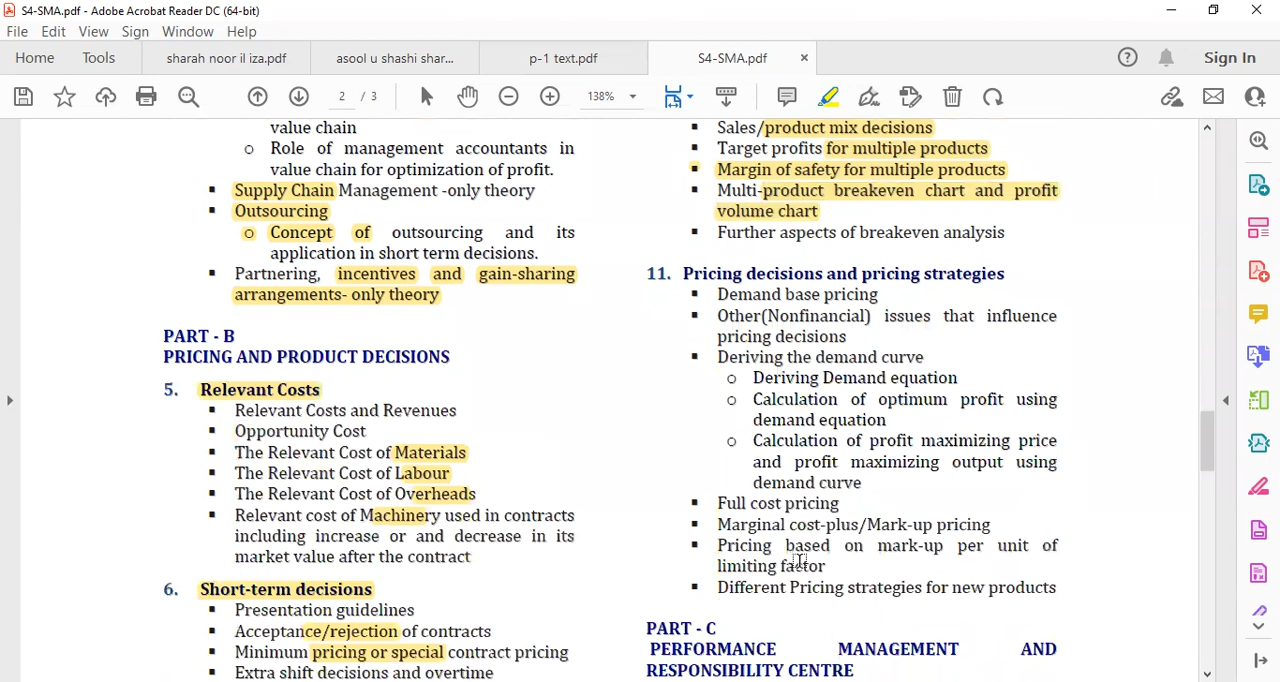 S4-SMA.pdf - Adobe Acrobat Reader DC (64-bit)
File Edit View Sign Window Help
Home Tools sharah noor il iza.pdf asool u shashi shar... p-1 text.pdf S4-SMA.pdf × Sign In
2 / 3 138%
value chain
o Role of management accountants in
value chain for optimization of profit.
▪ Supply Chain Management -only theory
▪ Outsourcing
o Concept of outsourcing and its
application in short term decisions.
▪ Partnering, incentives and gain-sharing
arrangements- only theory
PART - B
PRICING AND PRODUCT DECISIONS
5. Relevant Costs
▪ Relevant Costs and Revenues
▪ Opportunity Cost
▪ The Relevant Cost of Materials
▪ The Relevant Cost of Labour
▪ The Relevant Cost of Overheads
▪ Relevant cost of Machinery used in contracts
including increase or and decrease in its
market value after the contract
6. Short-term decisions
▪ Presentation guidelines
▪ Acceptance/rejection of contracts
▪ Minimum pricing or special contract pricing
▪ Extra shift decisions and overtime
▪ Sales/product mix decisions
▪ Target profits for multiple products
▪ Margin of safety for multiple products
▪ Multi-product breakeven chart and profit
volume chart
▪ Further aspects of breakeven analysis
11. Pricing decisions and pricing strategies
▪ Demand base pricing
▪ Other(Nonfinancial) issues that influence
pricing decisions
▪ Deriving the demand curve
o Deriving Demand equation
o Calculation of optimum profit using
demand equation
o Calculation of profit maximizing price
and profit maximizing output using
demand curve
▪ Full cost pricing
▪ Marginal cost-plus/Mark-up pricing
▪ Pricing based on mark-up per unit of
limiting factor
▪ Different Pricing strategies for new products
PART - C
PERFORMANCE MANAGEMENT AND
RESPONSIBILITY CENTRE